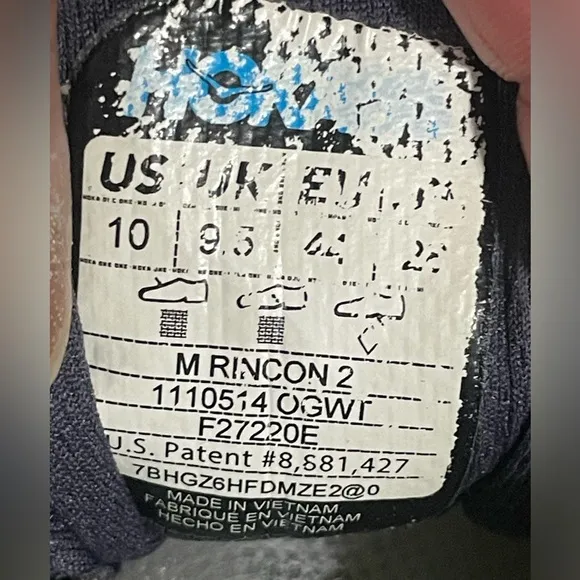 HOKA
US UK EU
10 9.5 44
M RINCON 2
1110514 OGWT
F27220E
U.S. Patent #8,881,427
7BHGZ6HFDMZE2@0
MADE IN VIETNAM
FABRIQUÉ EN VIETNAM
HECHO EN VIETNAM